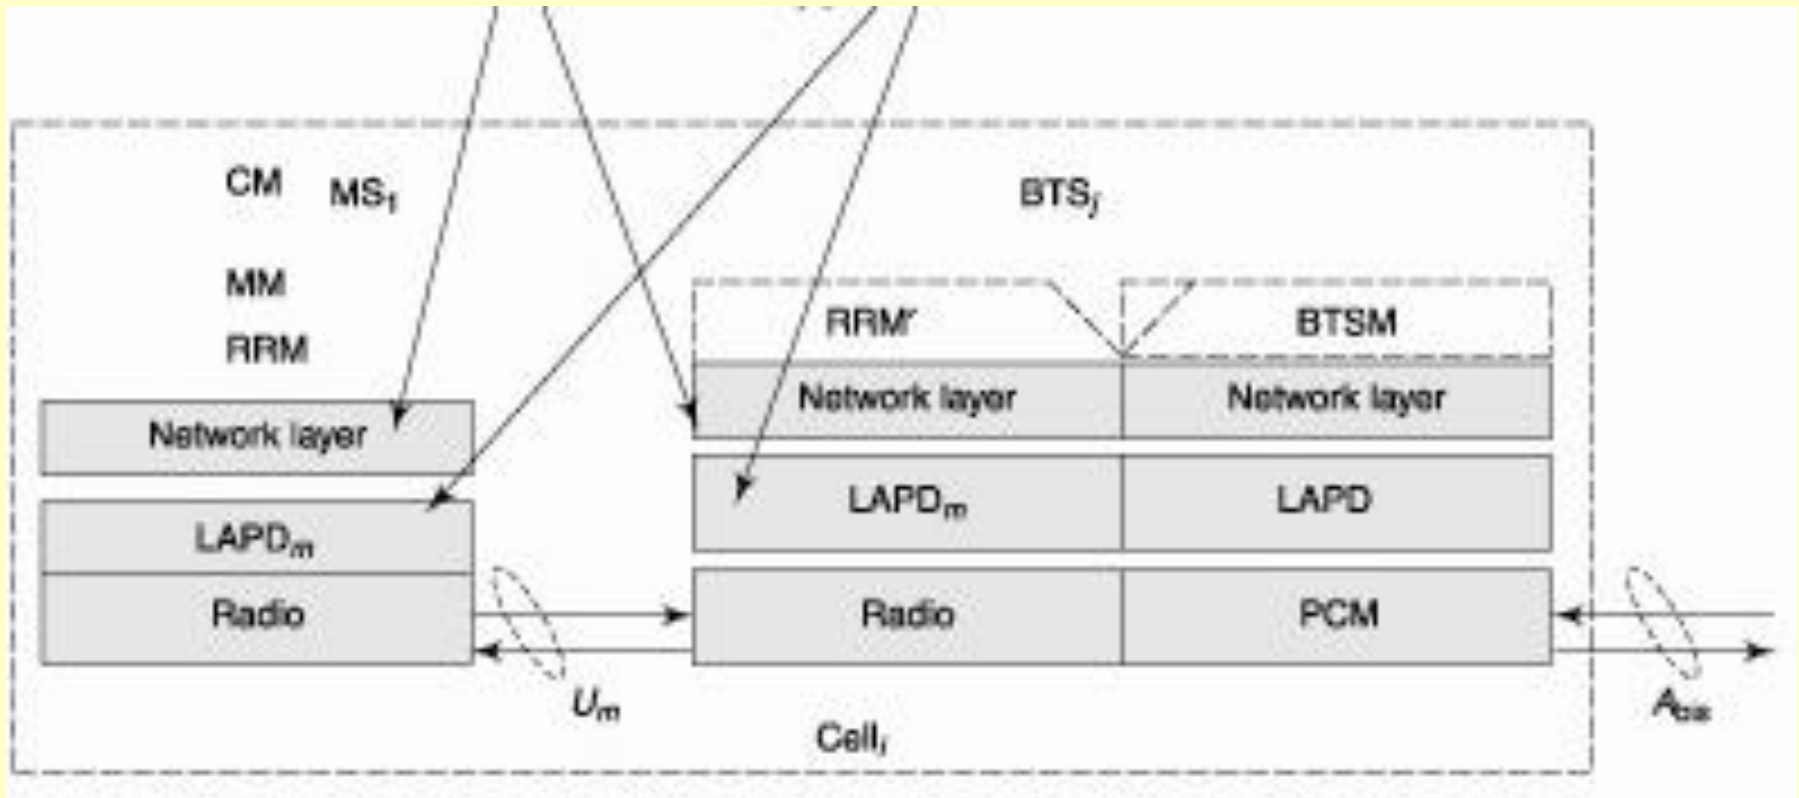 CM MS₁
BTSⱼ
MM
RRM
RRM' BTSM
Network layer
Network layer
Network layer
LAPDₘ
LAPDₘ
LAPD
Radio
Radio
PCM
Uₘ
Cellᵢ